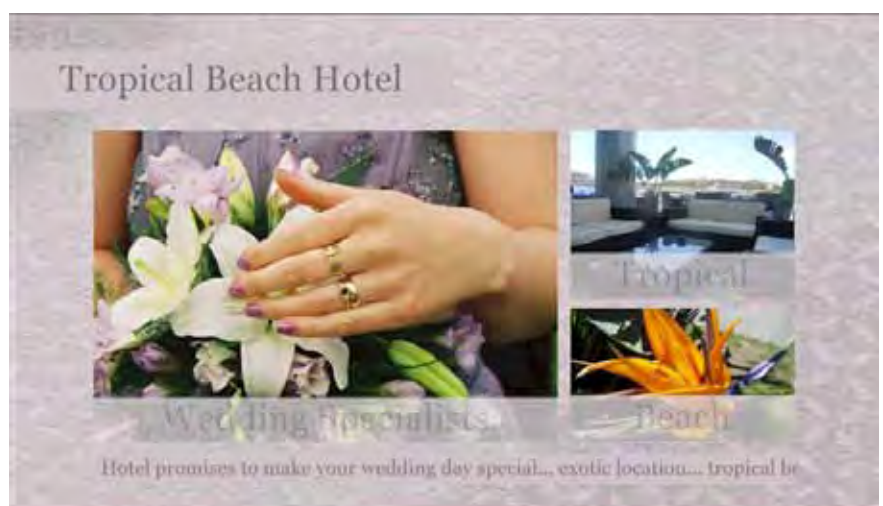 Tropical Beach Hotel
Tropical
Wedding Specialists
Beach
Hotel promises to make your wedding day special... exotic location... tropical be